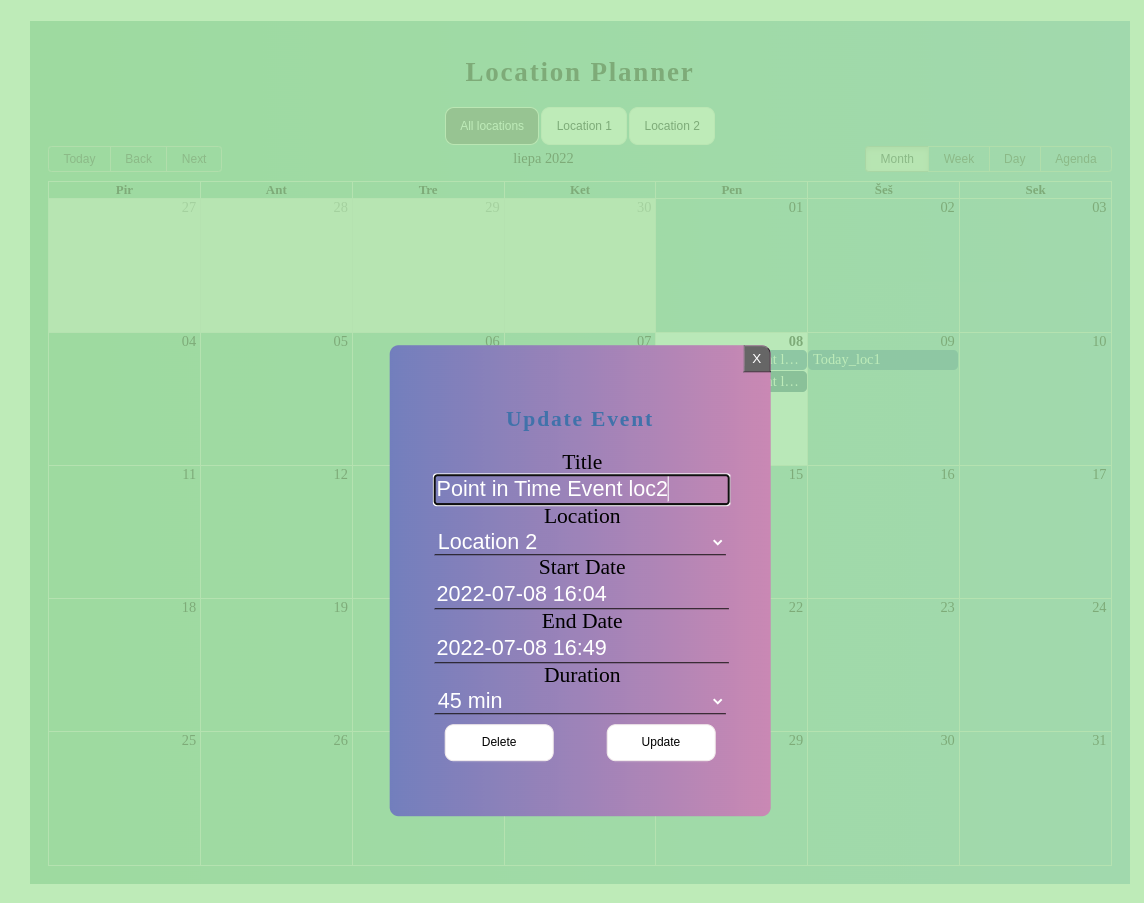 Location Planner
All locations Location 1 Location 2
Today Back Next liepa 2022 Month Week Day Agenda
Pir Ant Tre Ket Pen Šeš Sek
27 28 29 30 01 02 03
04 05 06 07 08 09 10
t l… Today_loc1
t l…
X
Update Event
Title
Point in Time Event loc2
Location
Location 2
Start Date
2022-07-08 16:04
End Date
2022-07-08 16:49
Duration
45 min
Delete Update
11 12 15 16 17
18 19 22 23 24
25 26 29 30 31